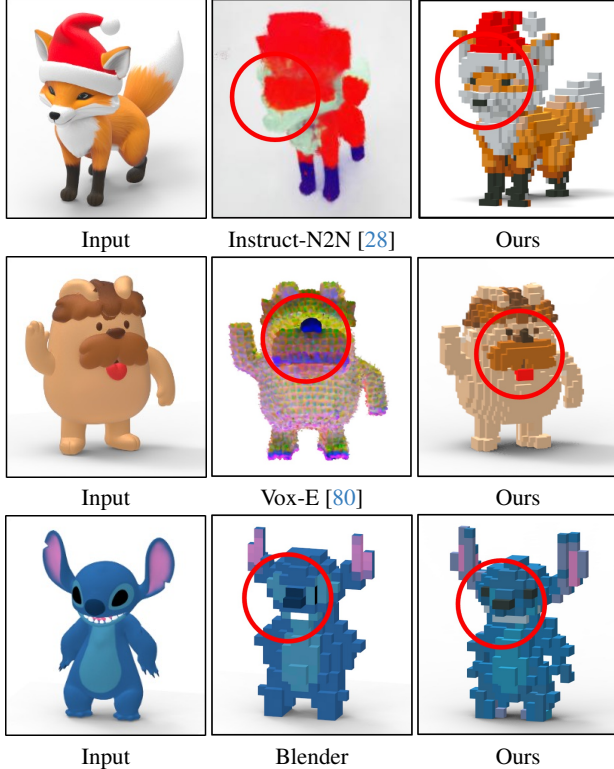 Input Instruct-N2N [28] Ours
Input Vox-E [80] Ours
Input Blender Ours